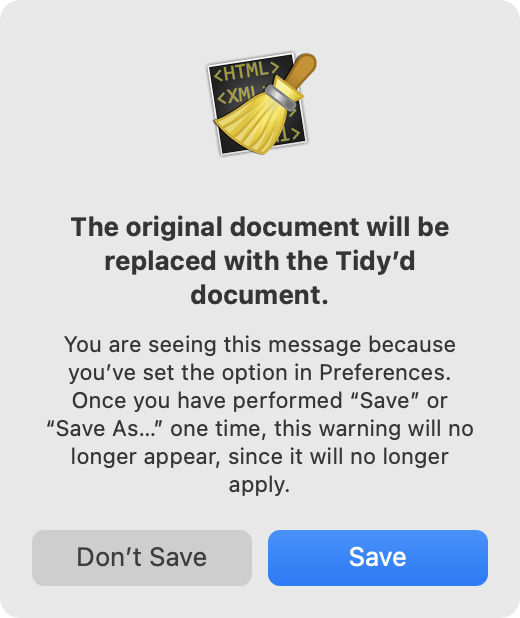 <HTML>
<XML
The original document will be
replaced with the Tidy’d
document.
You are seeing this message because
you’ve set the option in Preferences.
Once you have performed “Save” or
“Save As…” one time, this warning will no
longer appear, since it will no longer
apply.
Don’t Save
Save